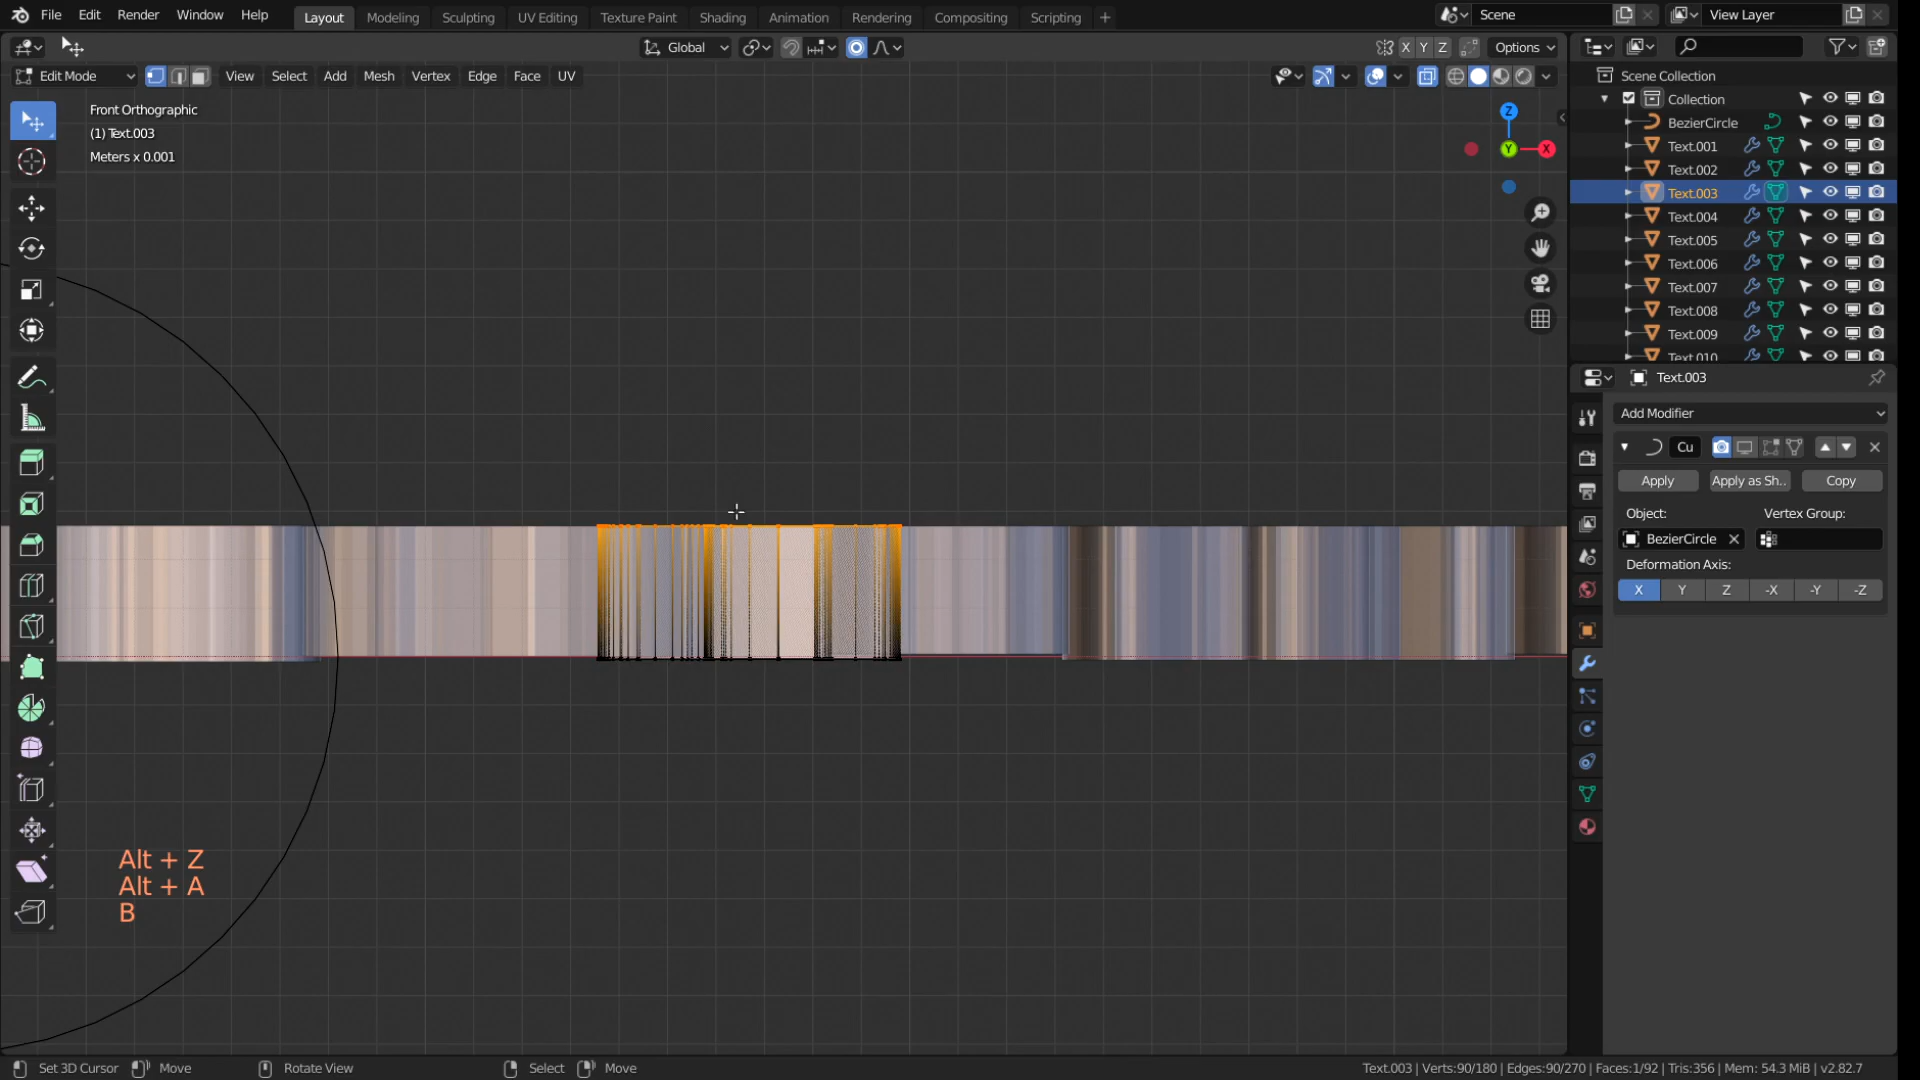 File Edit Render Window Help Layout Modeling Sculpting UV Editing Texture Paint Shading Animation Rendering Compositing Scripting + Scene View Layer
Global X Y Z Options
Edit Mode View Select Add Mesh Vertex Edge Face UV
Scene Collection
Collection
BezierCircle
Text.001
Text.002
Text.003
Text.004
Text.005
Text.006
Text.007
Text.008
Text.009
Text.010
Front Orthographic
(1) Text.003
Meters x 0.001
Z
Y
X
Text.003
Add Modifier
Cu
Apply Apply as Sh.. Copy
Object: Vertex Group:
BezierCircle
Deformation Axis:
X Y Z -X -Y -Z
Alt + Z
Alt + A
B
Set 3D Cursor Move Rotate View Select Move Text.003 | Verts:90/180 | Edges:90/270 | Faces:1/92 | Tris:356 | Mem: 54.3 MiB | v2.82.7